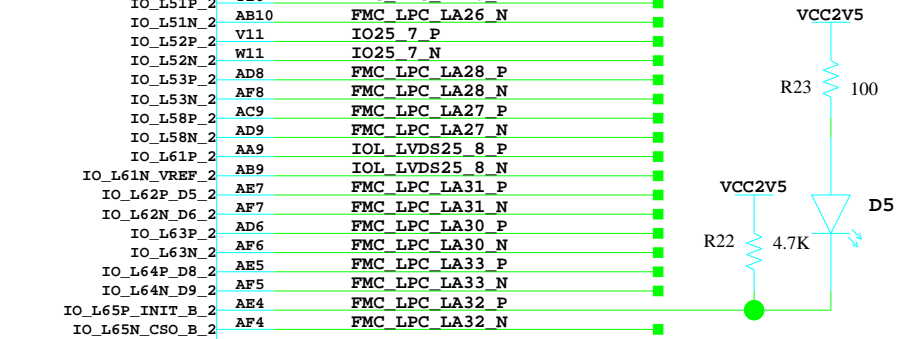 IO_L51P_2
IO_L51N_2 AB10 FMC_LPC_LA26_N
IO_L52P_2 V11 IO25_7_P
IO_L52N_2 W11 IO25_7_N
IO_L53P_2 AD8 FMC_LPC_LA28_P
IO_L53N_2 AF8 FMC_LPC_LA28_N
IO_L58P_2 AC9 FMC_LPC_LA27_P
IO_L58N_2 AD9 FMC_LPC_LA27_N
IO_L61P_2 AA9 IOL_LVDS25_8_P
IO_L61N_VREF_2 AB9 IOL_LVDS25_8_N
IO_L62P_D5_2 AE7 FMC_LPC_LA31_P
IO_L62N_D6_2 AF7 FMC_LPC_LA31_N
IO_L63P_2 AD6 FMC_LPC_LA30_P
IO_L63N_2 AF6 FMC_LPC_LA30_N
IO_L64P_D8_2 AE5 FMC_LPC_LA33_P
IO_L64N_D9_2 AF5 FMC_LPC_LA33_N
IO_L65P_INIT_B_2 AE4 FMC_LPC_LA32_P
IO_L65N_CSO_B_2 AF4 FMC_LPC_LA32_N
VCC2V5
R23 100
VCC2V5
D5
R22 4.7K